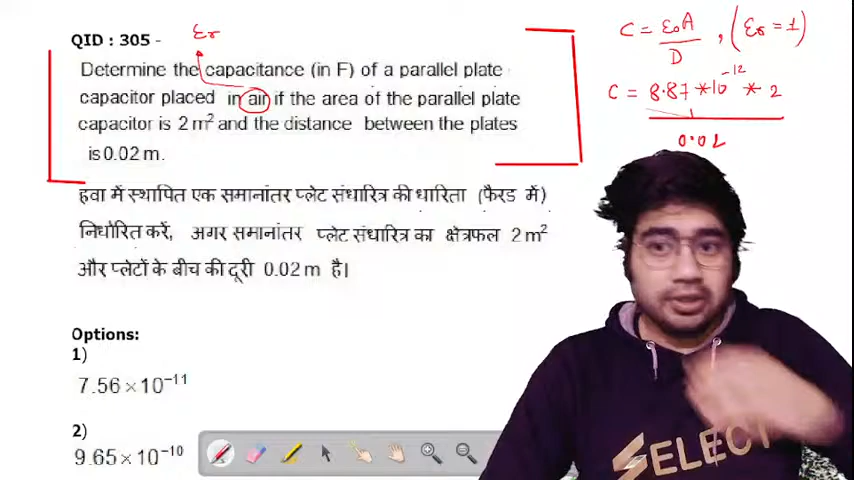 QID : 305 -
εr
Determine the capacitance (in F) of a parallel plate
capacitor placed in air if the area of the parallel plate
capacitor is 2 m² and the distance between the plates
is 0.02 m.
C = ε₀A / D , (εr = 1)
C = 8.87 * 10⁻¹² * 2
0.02
हवा में स्थापित एक समानांतर प्लेट संधारित्र की धारिता (फैरड में)
निर्धारित करें, अगर समानांतर प्लेट संधारित्र का क्षेत्रफल 2 m²
और प्लेटों के बीच की दूरी 0.02 m है।
Options:
1)
7.56 × 10⁻¹¹
2)
9.65 × 10⁻¹⁰
SELECT